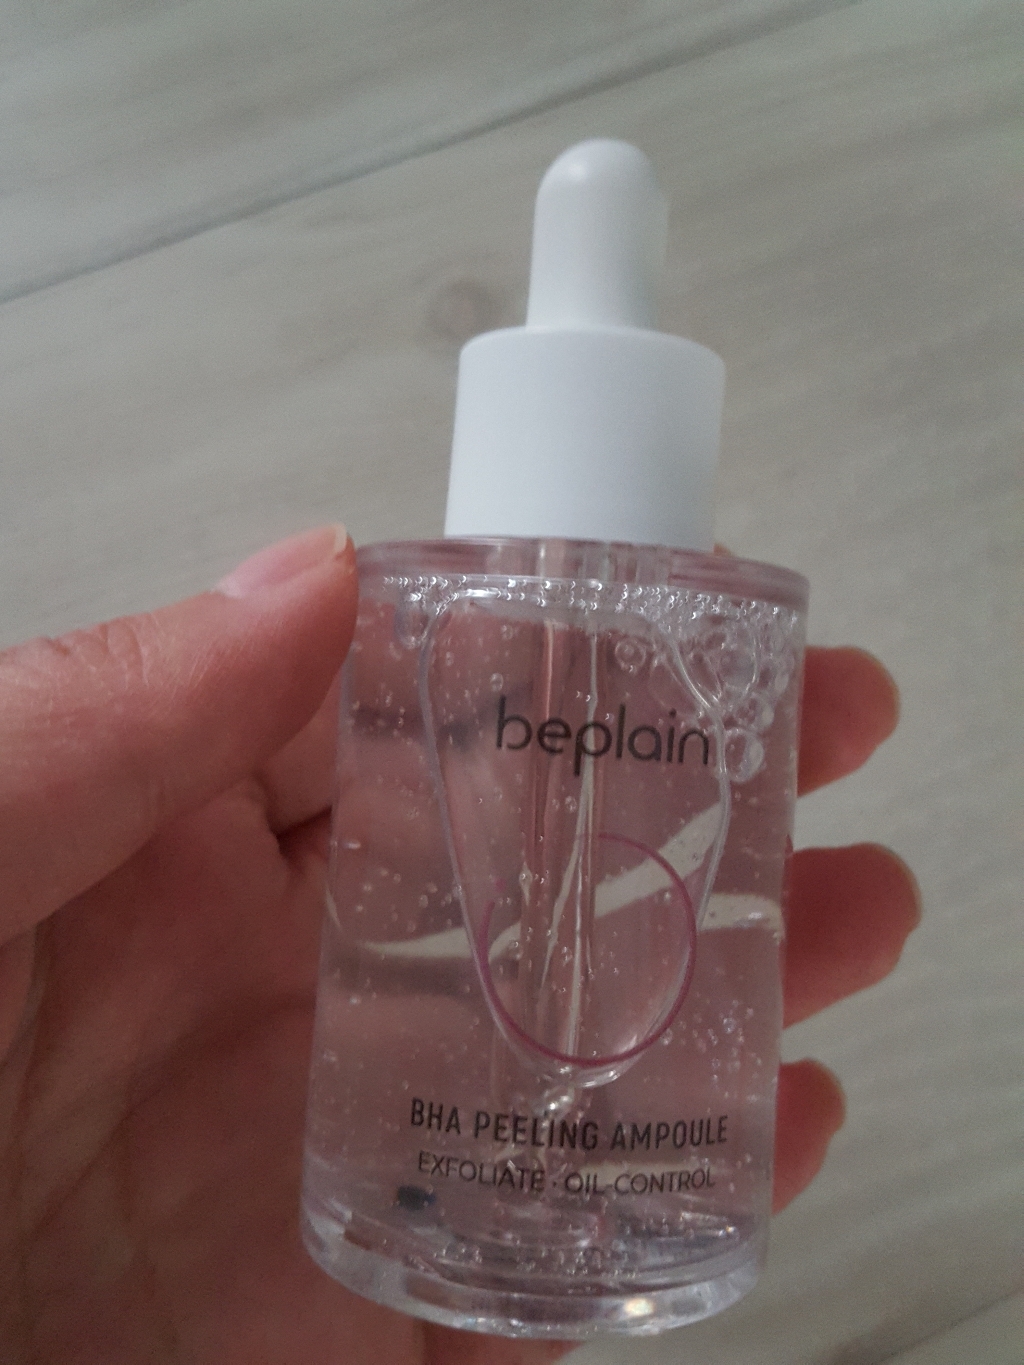 beplain
BHA PEELING AMPOULE
EXFOLIATE · OIL-CONTROL